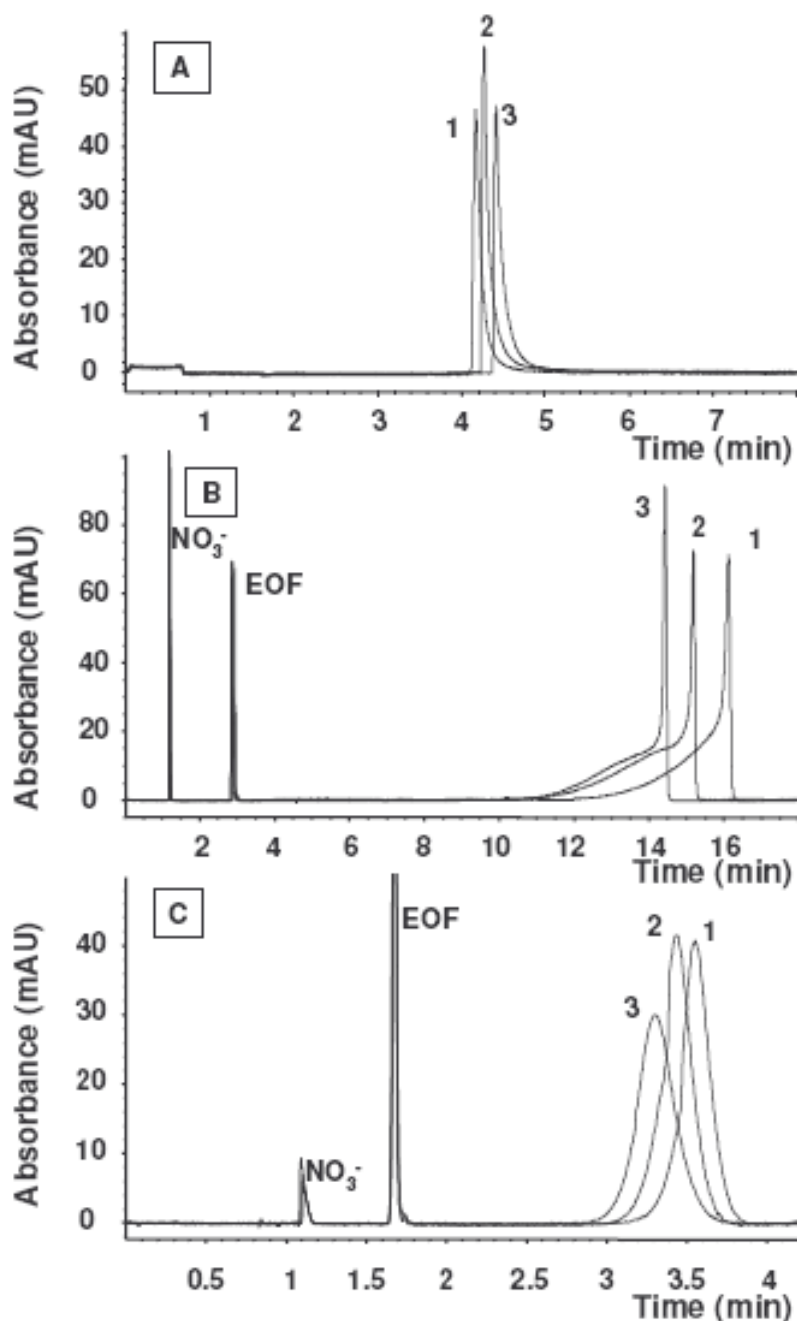 A
2
1
3
Absorbance (mAU)
50
40
30
20
10
0
1 2 3 4 5 6 7
Time (min)
B
NO₃⁻
EOF
3
2
1
Absorbance (mAU)
80
60
40
20
0
2 4 6 8 10 12 14 16
Time (min)
C
EOF
NO₃⁻
2
1
3
Absorbance (mAU)
40
30
20
10
0
0.5 1 1.5 2 2.5 3 3.5 4
Time (min)